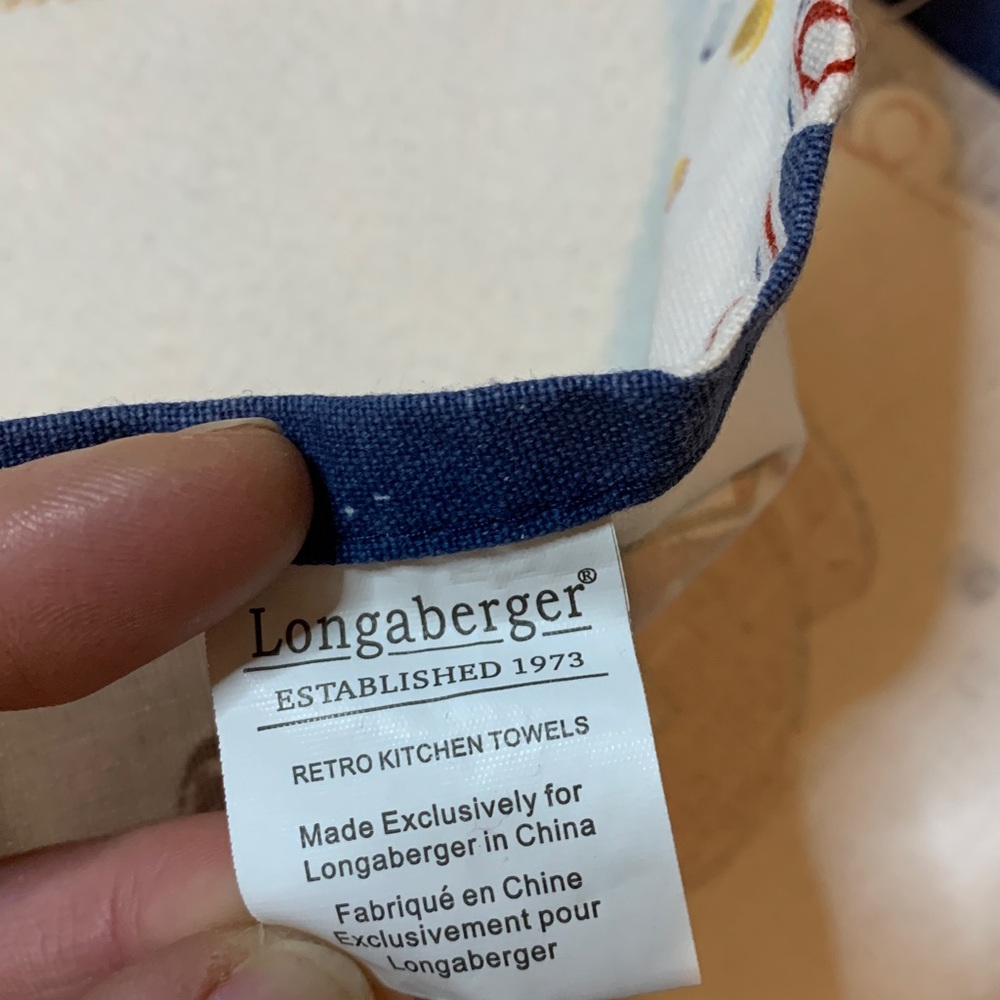 Longaberger®
ESTABLISHED 1973
RETRO KITCHEN TOWELS
Made Exclusively for
Longaberger in China
Fabriqué en Chine
Exclusivement pour
Longaberger